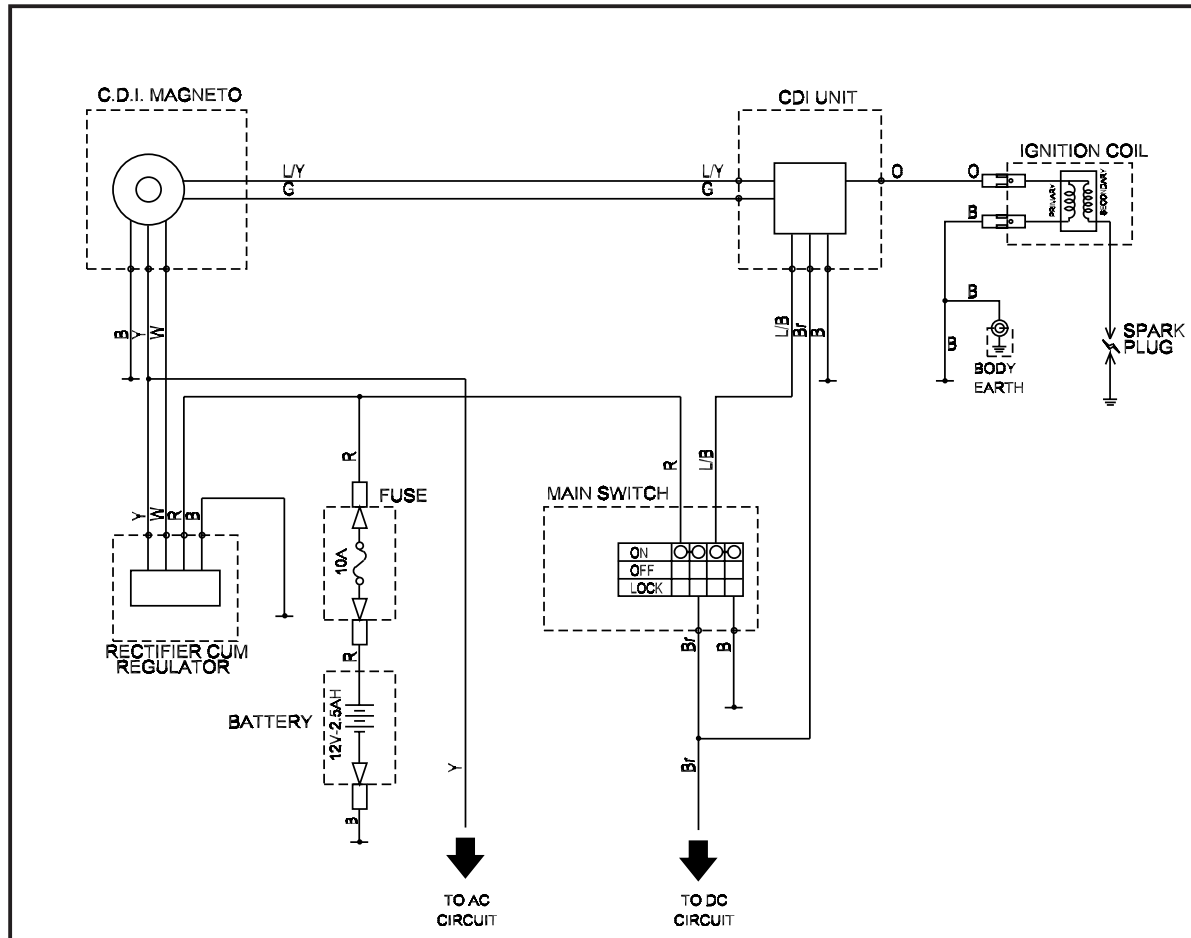 C.D.I. MAGNETO
CDI UNIT
IGNITION COIL
L/Y
G
L/Y
G
O
O
PRIMARY
SECONDARY
B
B
B
BODY
EARTH
SPARK
PLUG
B
Y
W
L/B
Br
B
R
R
L/B
FUSE
10A
MAIN SWITCH
ON
OFF
LOCK
Y
W
R
B
RECTIFIER CUM
REGULATOR
R
Br
B
BATTERY
12V-2.5AH
B
Y
Br
TO AC
CIRCUIT
TO DC
CIRCUIT